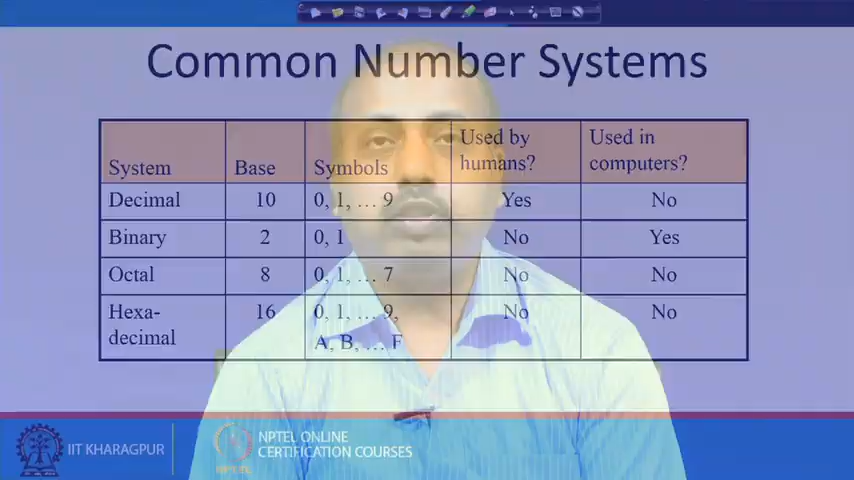 Common Number Systems
System Base Symbols Used by humans? Used in computers?
Decimal 10 0, 1, … 9 Yes No
Binary 2 0, 1 No Yes
Octal 8 0, 1, … 7 No No
Hexa-decimal 16 0, 1, … 9, A, B, … F No No
IIT KHARAGPUR
NPTEL
NPTEL ONLINE
CERTIFICATION COURSES